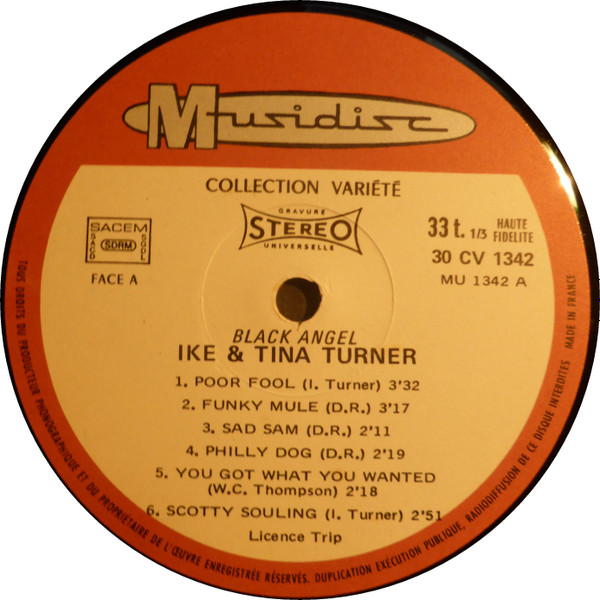 Musidisc
COLLECTION VARIÉTÉ
GRAVURE
STEREO
UNIVERSELLE
SACEM
SACD
SDRM
SGDL
FACE A
33 t. 1/3 HAUTE FIDELITE
30 CV 1342
MU 1342 A
BLACK ANGEL
IKE & TINA TURNER
1. POOR FOOL (I. Turner) 3'32
2. FUNKY MULE (D.R.) 3'17
3. SAD SAM (D.R.) 2'11
4. PHILLY DOG (D.R.) 2'19
5. YOU GOT WHAT YOU WANTED
(W.C. Thompson) 2'18
6. SCOTTY SOULING (I. Turner) 2'51
Licence Trip
TOUS DROITS DU PRODUCTEUR PHONOGRAPHIQUE ET DU PROPRIÉTAIRE DE L'ŒUVRE ENREGISTRÉE RÉSERVÉS. DUPLICATION EXÉCUTION PUBLIQUE, RADIODIFFUSION DE CE DISQUE INTERDITES MADE IN FRANCE